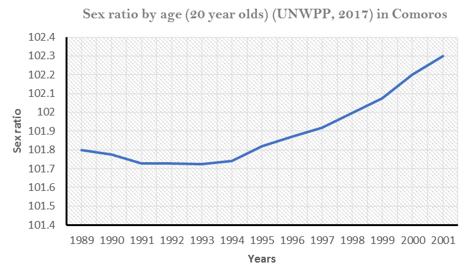 Sex ratio by age (20 year olds) (UNWPP, 2017) in Comoros
102.4
102.3
102.2
102.1
102
101.9
101.8
101.7
101.6
101.5
101.4
Sex ratio
1989 1990 1991 1992 1993 1994 1995 1996 1997 1998 1999 2000 2001
Years